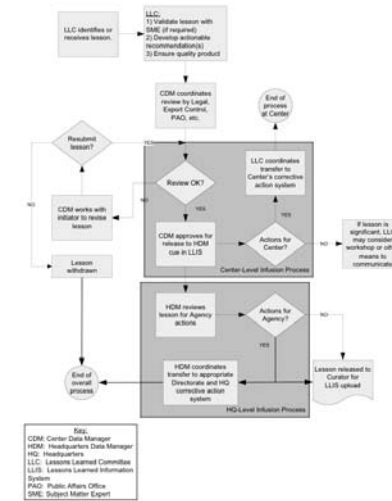 LLC identifies or
receives lesson.
LLC:
1) Validate lesson with
SME (if required)
2) Develop actionable
recommendation(s)
3) Ensure quality product
CDM coordinates
review by Legal,
Export Control,
PAO, etc.
End of
process
at Center
Resubmit
lesson?
YES
NO
Review OK?
NO
YES
LLC coordinates
transfer to
Center's corrective
action system
CDM works with
initiator to revise
lesson
YES
CDM approves for
release to HDM
cue in LLIS
Actions for
Center?
NO
If lesson is
significant,
may consider
workshop or
means to
communicate
Center-Level Infusion Process
Lesson
withdrawn
HDM reviews
lesson for Agency
actions
Actions for
Agency?
NO
YES
HDM coordinates
transfer to appropriate
Directorate and HQ
corrective action
system
End of
overall
process
Lesson released to
Curator for
LLIS upload
HQ-Level Infusion Process
Key:
CDM: Center Data Manager
HDM: Headquarters Data Manager
HQ: Headquarters
LLC: Lessons Learned Committee
LLIS: Lessons Learned Information
System
PAO: Public Affairs Office
SME: Subject Matter Expert